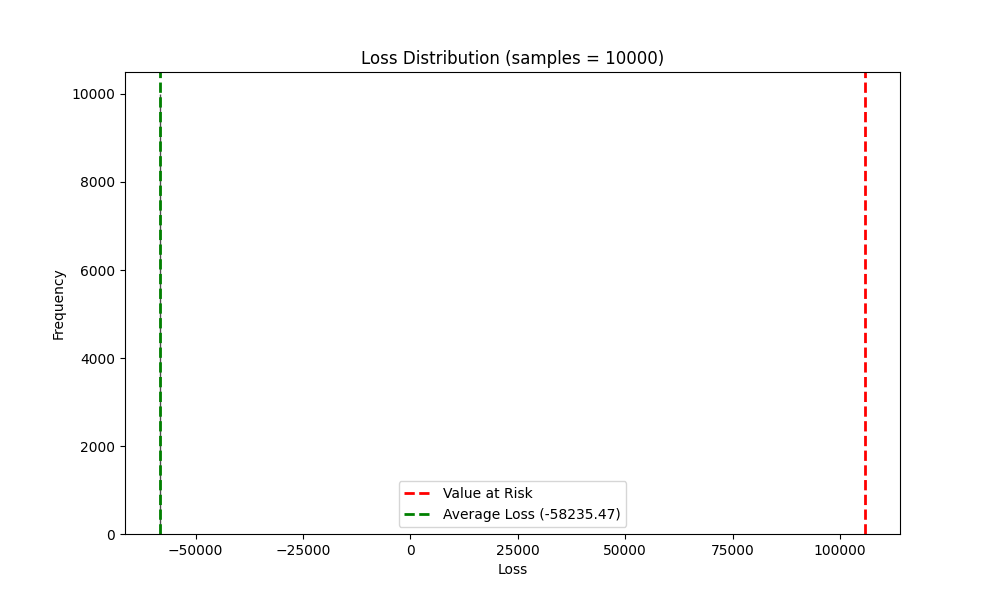 Loss Distribution (samples = 10000)
10000
8000
6000
4000
2000
0
Frequency
Value at Risk
Average Loss (-58235.47)
−50000
−25000
0
25000
50000
75000
100000
Loss